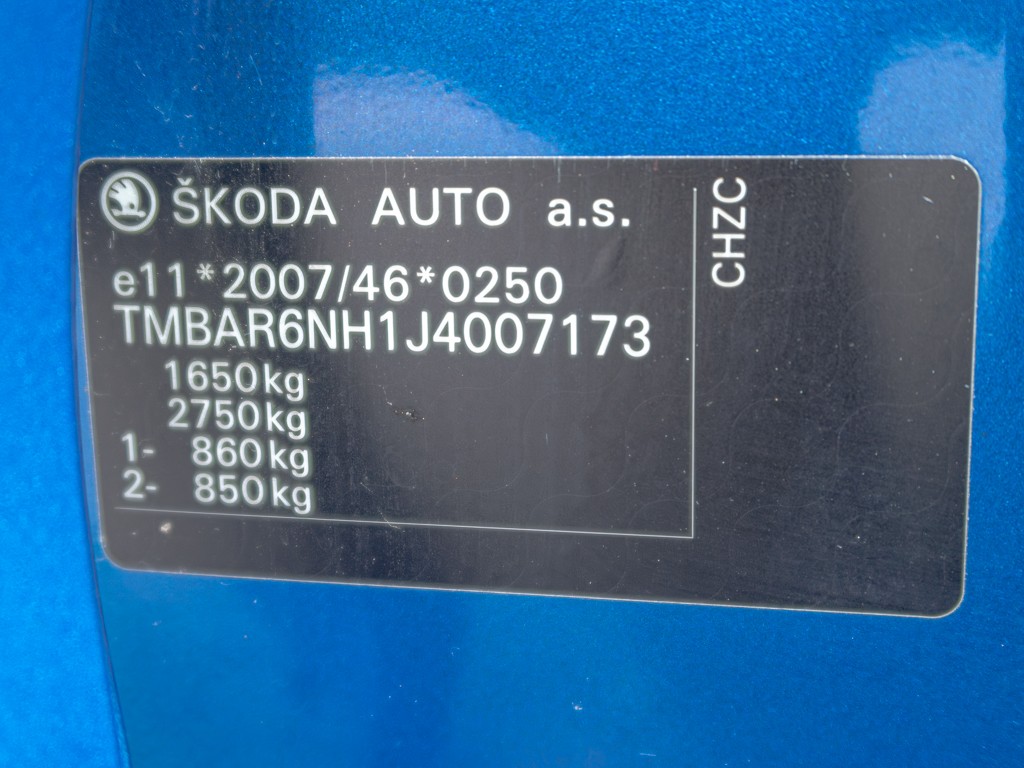 ŠKODA AUTO a.s.
e11*2007/46*0250
TMBAR6NH1J4007173
1650kg
2750kg
1- 860kg
2- 850kg
CHZC